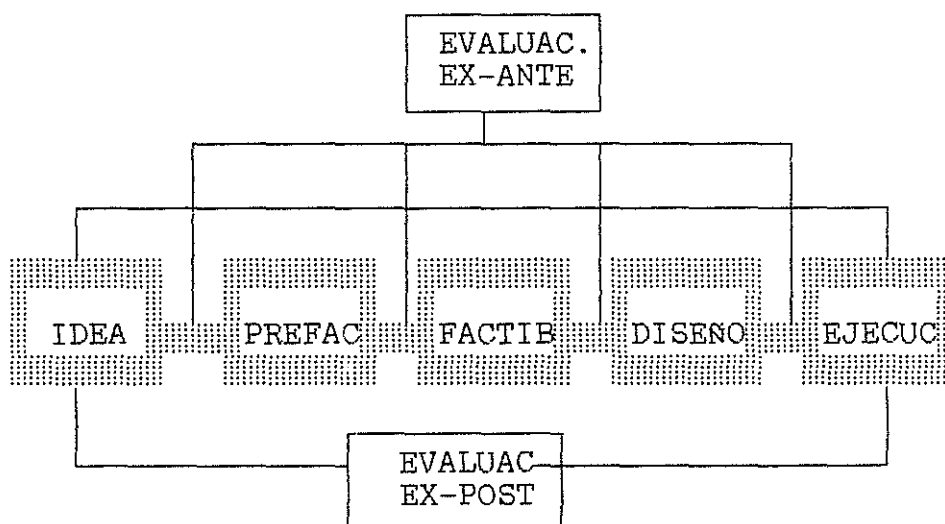 EVALUAC.
EX-ANTE
IDEA PREFAC FACTIB DISEÑO EJECUC
EVALUAC
EX-POST